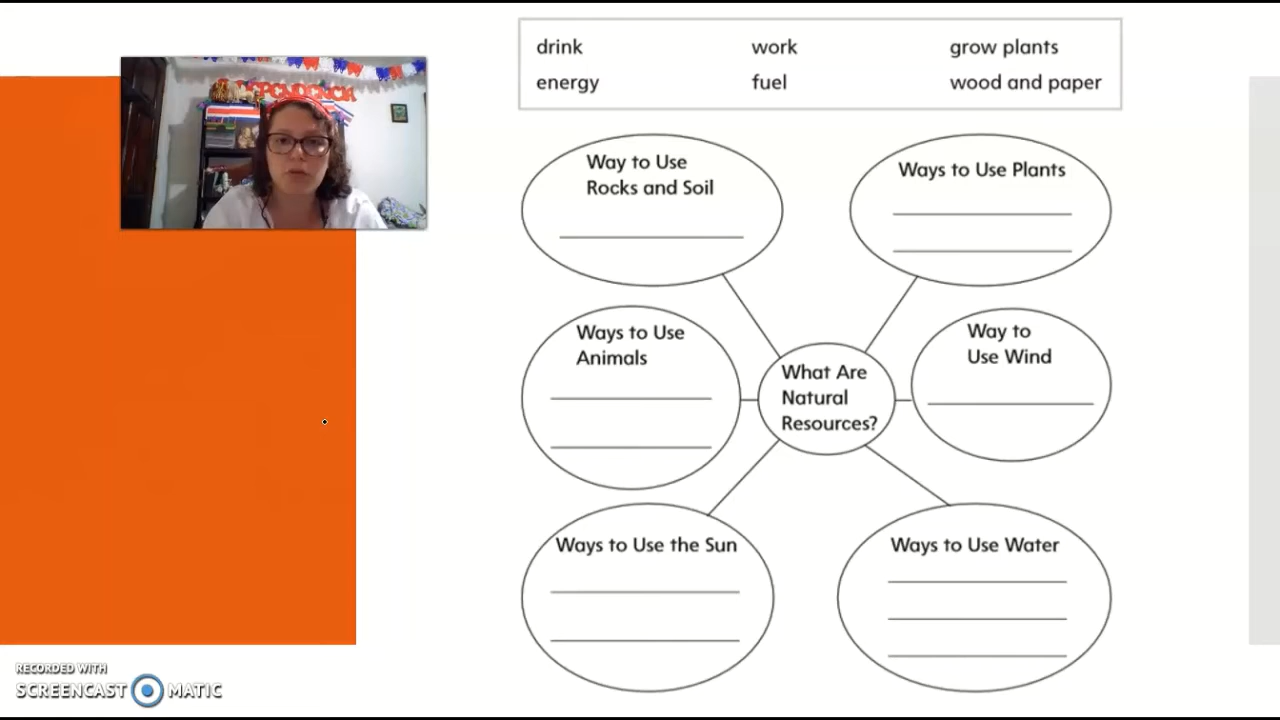 drink work grow plants
energy fuel wood and paper
Way to Use
Rocks and Soil
Ways to Use Plants
Ways to Use
Animals
What Are
Natural
Resources?
Way to
Use Wind
Ways to Use the Sun
Ways to Use Water
RECORDED WITH
SCREENCAST MATIC